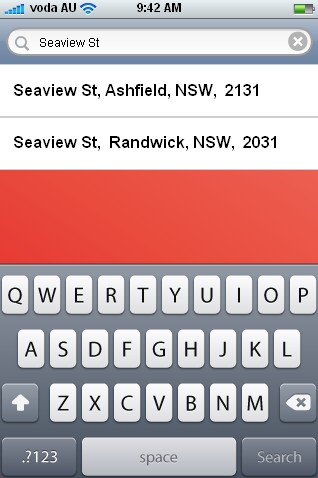 voda AU 9:42 AM
Seaview St
Seaview St, Ashfield, NSW, 2131
Seaview St, Randwick, NSW, 2031
Q W E R T Y U I O P
A S D F G H J K L
Z X C V B N M
.?123 space Search